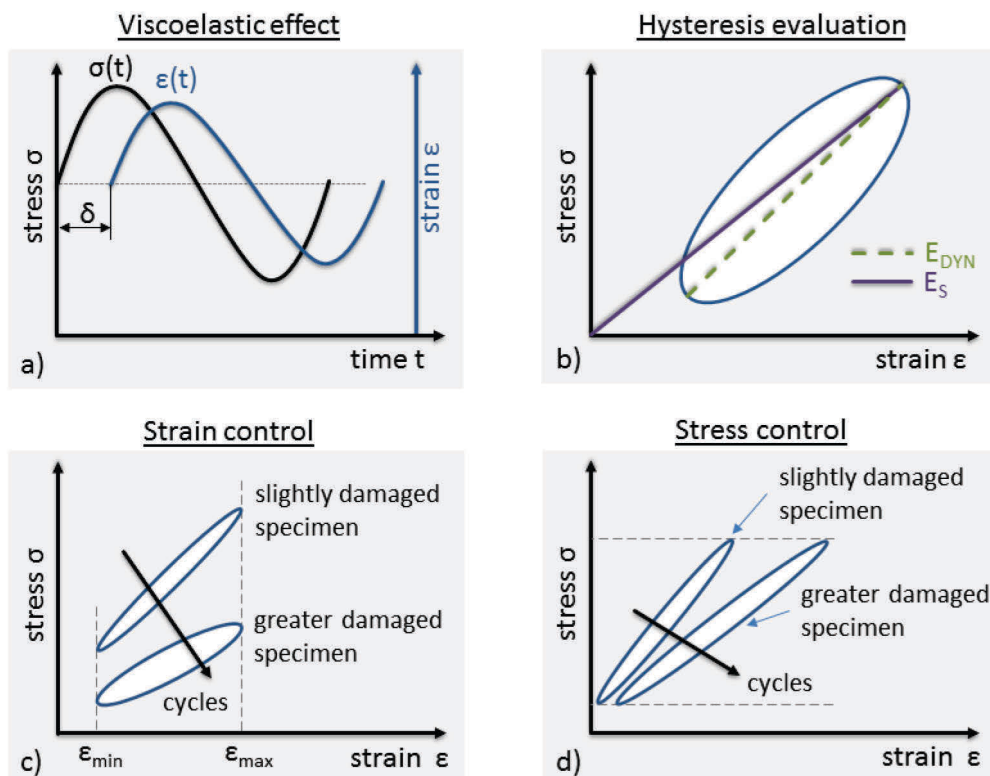 Viscoelastic effect
σ(t)
ε(t)
stress σ
strain ε
δ
time t
a)
Hysteresis evaluation
stress σ
E_DYN
E_S
strain ε
b)
Strain control
slightly damaged
specimen
stress σ
greater damaged
specimen
cycles
ε_min
ε_max
strain ε
c)
Stress control
slightly damaged
specimen
stress σ
greater damaged
specimen
cycles
strain ε
d)